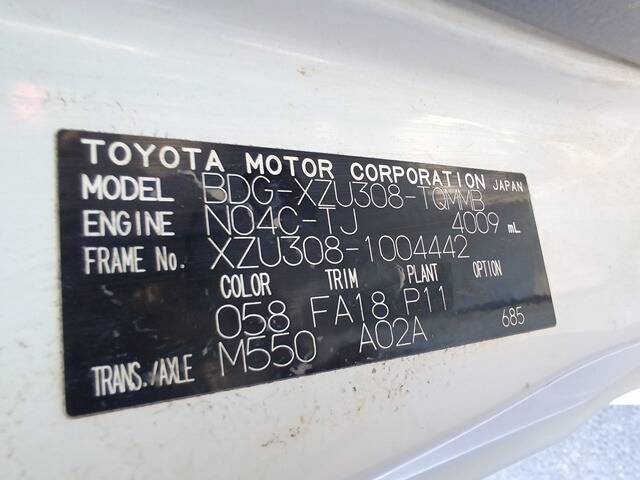 TOYOTA MOTOR CORPORATION JAPAN
MODEL BDG-XZU308-TQMMB
ENGINE N04C-TJ 4009 mL
FRAME No. XZU308-1004442
COLOR TRIM PLANT OPTION
058 FA18 P11
TRANS./AXLE M550 A02A 685